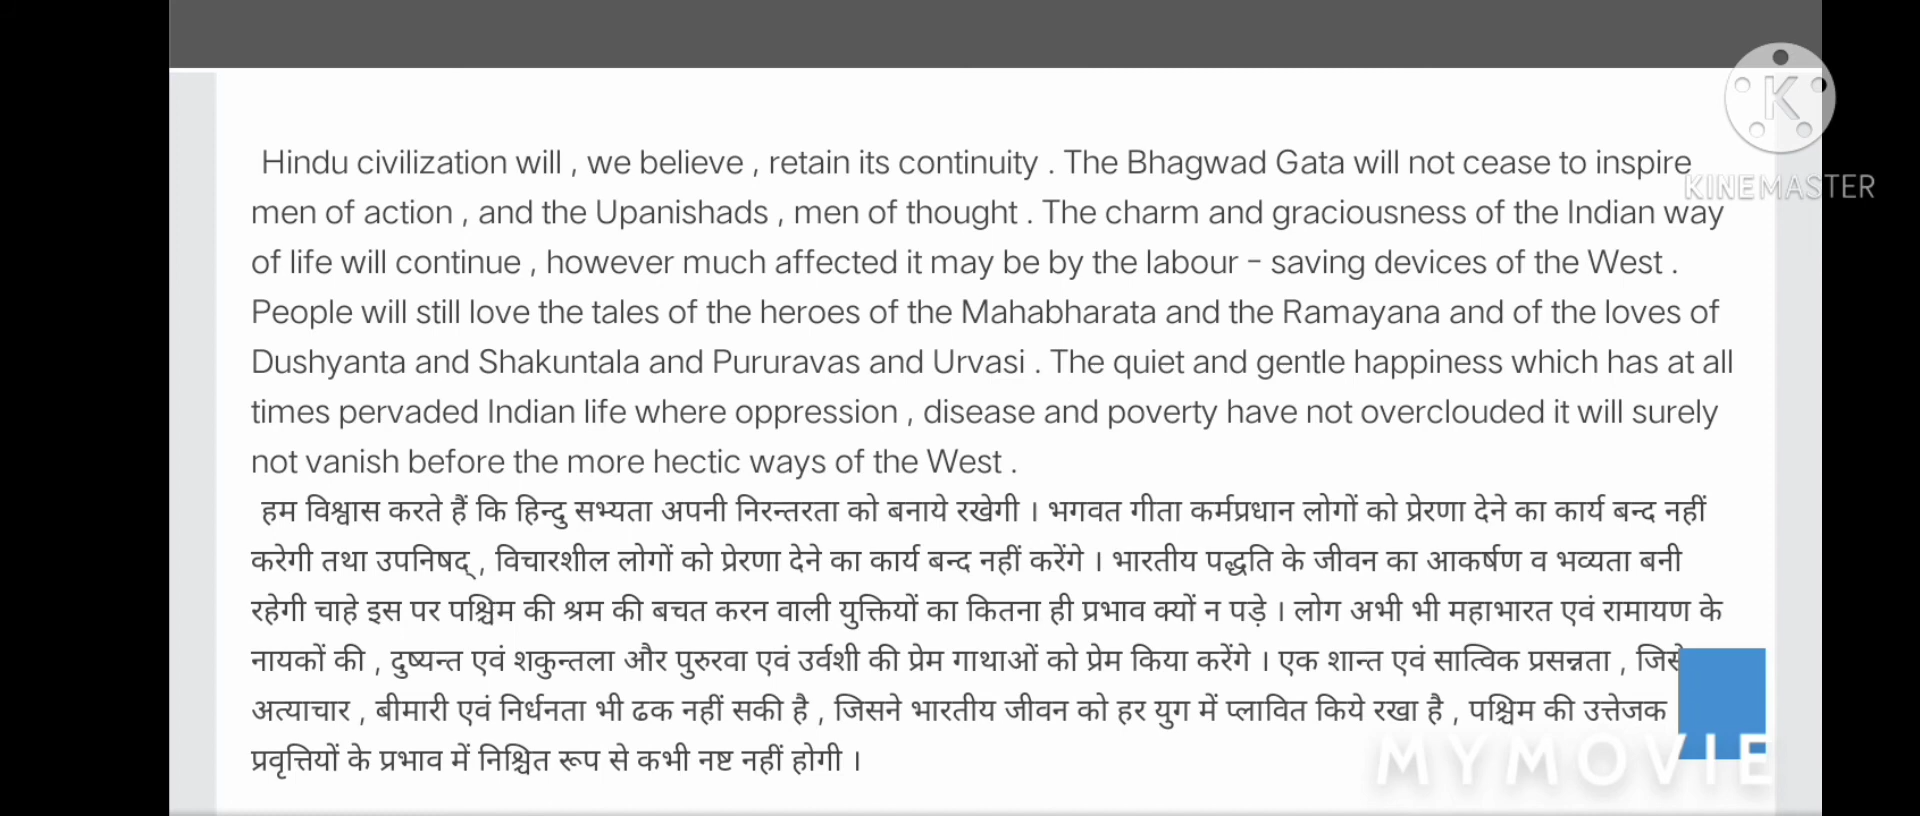 Hindu civilization will , we believe , retain its continuity . The Bhagwad Gata will not cease to inspire
men of action , and the Upanishads , men of thought . The charm and graciousness of the Indian way
of life will continue , however much affected it may be by the labour - saving devices of the West .
People will still love the tales of the heroes of the Mahabharata and the Ramayana and of the loves of
Dushyanta and Shakuntala and Pururavas and Urvasi . The quiet and gentle happiness which has at all
times pervaded Indian life where oppression , disease and poverty have not overclouded it will surely
not vanish before the more hectic ways of the West .
हम विश्वास करते हैं कि हिन्दु सभ्यता अपनी निरन्तरता को बनाये रखेगी । भगवत गीता कर्मप्रधान लोगों को प्रेरणा देने का कार्य बन्द नहीं
करेगी तथा उपनिषद् , विचारशील लोगों को प्रेरणा देने का कार्य बन्द नहीं करेंगे । भारतीय पद्धति के जीवन का आकर्षण व भव्यता बनी
रहेगी चाहे इस पर पश्चिम की श्रम की बचत करन वाली युक्तियों का कितना ही प्रभाव क्यों न पड़े । लोग अभी भी महाभारत एवं रामायण के
नायकों की , दुष्यन्त एवं शकुन्तला और पुरुरवा एवं उर्वशी की प्रेम गाथाओं को प्रेम किया करेंगे । एक शान्त एवं सात्विक प्रसन्नता ,
अत्याचार , बीमारी एवं निर्धनता भी ढक नहीं सकी है , जिसने भारतीय जीवन को हर युग में प्लावित किये रखा है , पश्चिम की उत्तेजक
प्रवृत्तियों के प्रभाव में निश्चित रूप से कभी नष्ट नहीं होगी ।
K
KINEMASTER
MYMOVIE